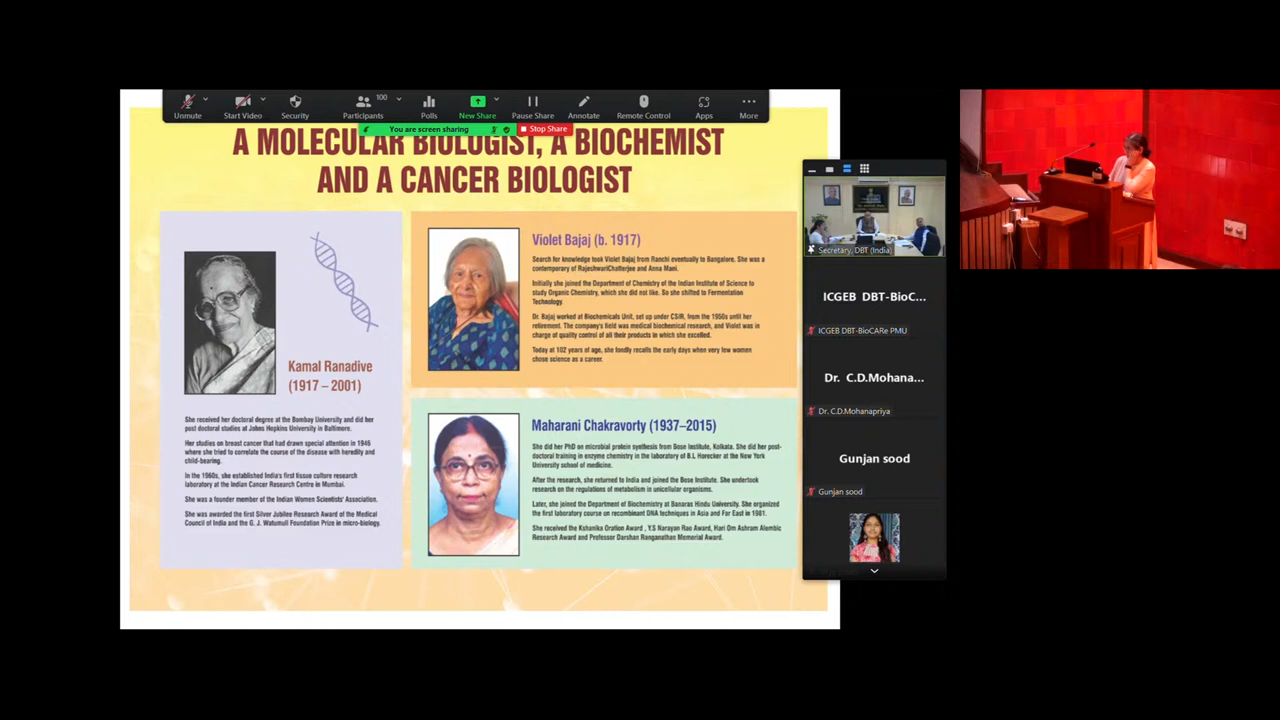 100
Unmute
Start Video
Security
Participants
Polls
New Share
Pause Share
Annotate
Remote Control
Apps
More
You are screen sharing
Stop Share
A MOLECULAR BIOLOGIST, A BIOCHEMIST
AND A CANCER BIOLOGIST
Kamal Ranadive
(1917 – 2001)
She received her doctoral degree at the Bombay University and did her
post doctoral studies at Johns Hopkins University in Baltimore.
Her studies on breast cancer that had drawn special attention in 1946
where she tried to correlate the course of the disease with heredity and
child-bearing.
In the 1960s, she established India's first tissue culture research
laboratory at the Indian Cancer Research Centre in Mumbai.
She was a founder member of the Indian Women Scientists' Association.
She was awarded the first Silver Jubilee Research Award of the Medical
Council of India and the G. J. Watumull Foundation Prize in micro-biology.
Violet Bajaj (b. 1917)
Search for knowledge took Violet Bajaj from Ranchi eventually to Bangalore. She was a
contemporary of RajeshwariChatterjee and Anna Mani.
Initially she joined the Department of Chemistry of the Indian Institute of Science to
study Organic Chemistry, which she did not like. So she shifted to Fermentation
Technology.
Dr. Bajaj worked at Biochemicals Unit, set up under CSIR, from the 1950s until her
retirement. The company's field was medical biochemical research, and Violet was in
charge of quality control of all their products in which she excelled.
Today at 102 years of age, she fondly recalls the early days when very few women
chose science as a career.
Maharani Chakravorty (1937–2015)
She did her PhD on microbial protein synthesis from Bose Institute, Kolkata. She did her post-
doctoral training in enzyme chemistry in the laboratory of B.L Horecker at the New York
University school of medicine.
After the research, she returned to India and joined the Bose Institute. She undertook
research on the regulations of metabolism in unicellular organisms.
Later, she joined the Department of Biochemistry at Banaras Hindu University. She organized
the first laboratory course on recombinant DNA techniques in Asia and Far East in 1981.
She received the Kshanika Oration Award , Y.S Narayan Rao Award, Hari Om Ashram Alembic
Research Award and Professor Darshan Ranganathan Memorial Award.
Secretary, DBT (India)
ICGEB DBT-BioC...
ICGEB DBT-BioCARe PMU
Dr. C.D.Mohana...
Dr. C.D.Mohanapriya
Gunjan sood
Gunjan sood